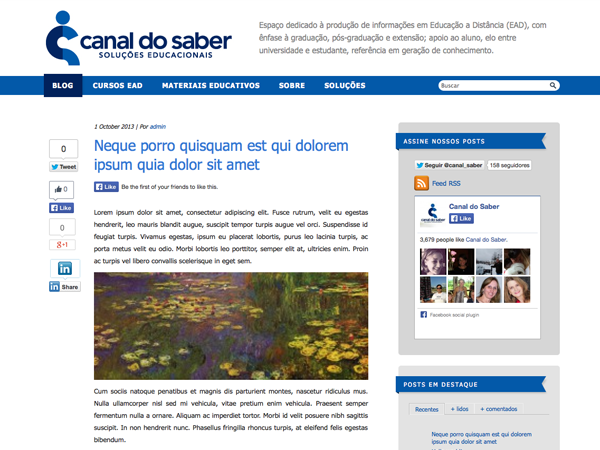 canal do saber
SOLUÇÕES EDUCACIONAIS
Espaço dedicado à produção de informações em Educação a Distância (EAD), com
ênfase à graduação, pós-graduação e extensão; apoio ao aluno, elo entre
universidade e estudante, referência em geração de conhecimento.
BLOG CURSOS EAD MATERIAIS EDUCATIVOS SOBRE SOLUÇÕES Buscar
0
Tweet
0
Like
0
g+1
in
in Share
1 October 2013 | Por admin
Neque porro quisquam est qui dolorem
ipsum quia dolor sit amet
Like Be the first of your friends to like this.
Lorem ipsum dolor sit amet, consectetur adipiscing elit. Fusce rutrum, velit eu egestas
hendrerit, leo mauris blandit augue, suscipit tempor turpis augue vel orci. Suspendisse id
feugiat turpis. Vivamus egestas, ipsum eu placerat lobortis, purus leo lacinia turpis, ac
porta metus velit eu odio. Morbi lobortis leo porttitor, semper elit at, ultricies enim. Proin
ac turpis vel libero convallis scelerisque in eget sem.
Cum sociis natoque penatibus et magnis dis parturient montes, nascetur ridiculus mus.
Nulla ullamcorper nisl sed mi vehicula, vitae pretium enim vehicula. Praesent semper
fermentum nulla a ornare. Aliquam ac imperdiet tortor. Morbi id velit posuere nibh sagittis
suscipit. In non hendrerit nunc. Phasellus fringilla rhoncus turpis, at eleifend felis egestas
bibendum.
ASSINE NOSSOS POSTS
Seguir @canal_saber 158 seguidores
Feed RSS
canal do saber
Canal do Saber
Like
3,679 people like Canal do Saber.
Facebook social plugin
POSTS EM DESTAQUE
Recentes + lidos + comentados
Neque porro quisquam est qui dolorem
ipsum quia dolor sit amet